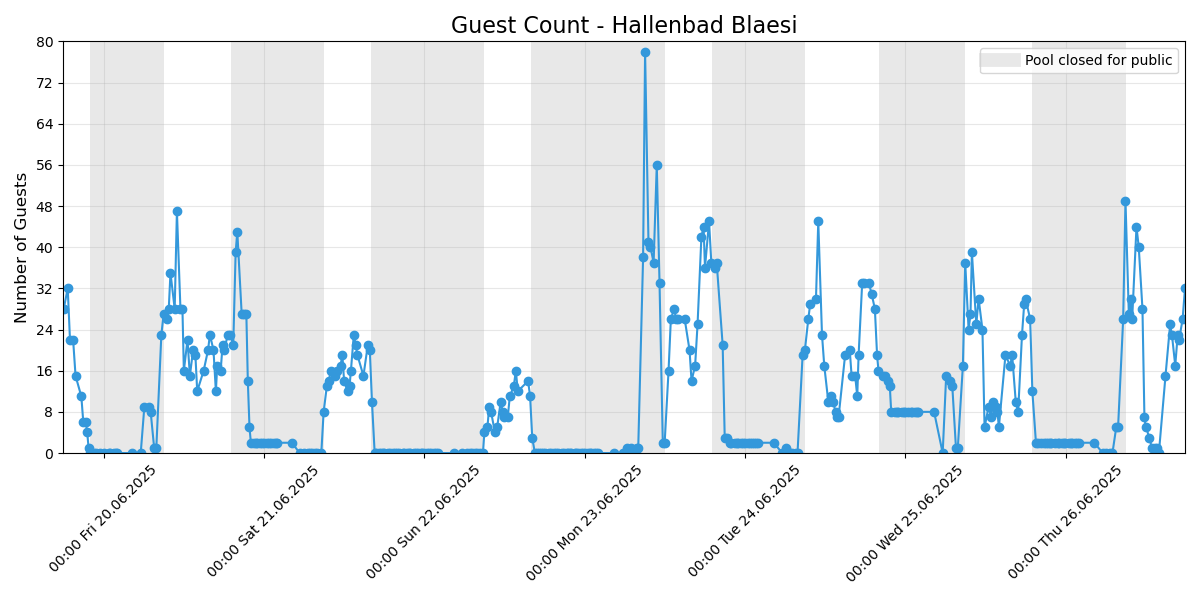 Guest Count - Hallenbad Blaesi
Pool closed for public
Number of Guests
80
72
64
56
48
40
32
24
16
8
0
00:00 Fri 20.06.2025
00:00 Sat 21.06.2025
00:00 Sun 22.06.2025
00:00 Mon 23.06.2025
00:00 Tue 24.06.2025
00:00 Wed 25.06.2025
00:00 Thu 26.06.2025